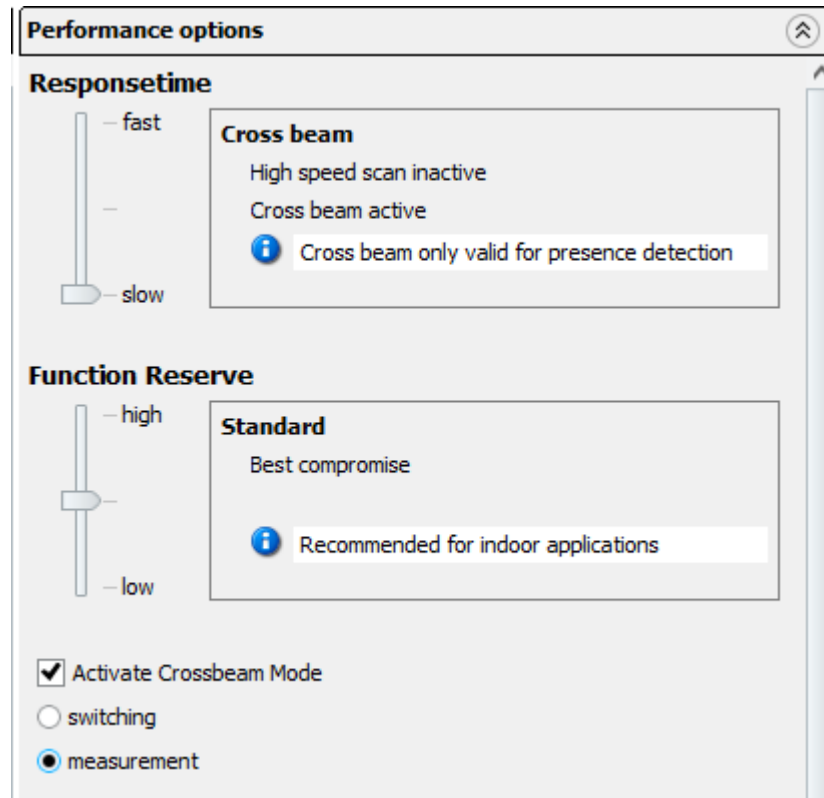 Performance options
Responsetime
fast
slow
Cross beam
High speed scan inactive
Cross beam active
Cross beam only valid for presence detection
Function Reserve
high
low
Standard
Best compromise
Recommended for indoor applications
Activate Crossbeam Mode
switching
measurement